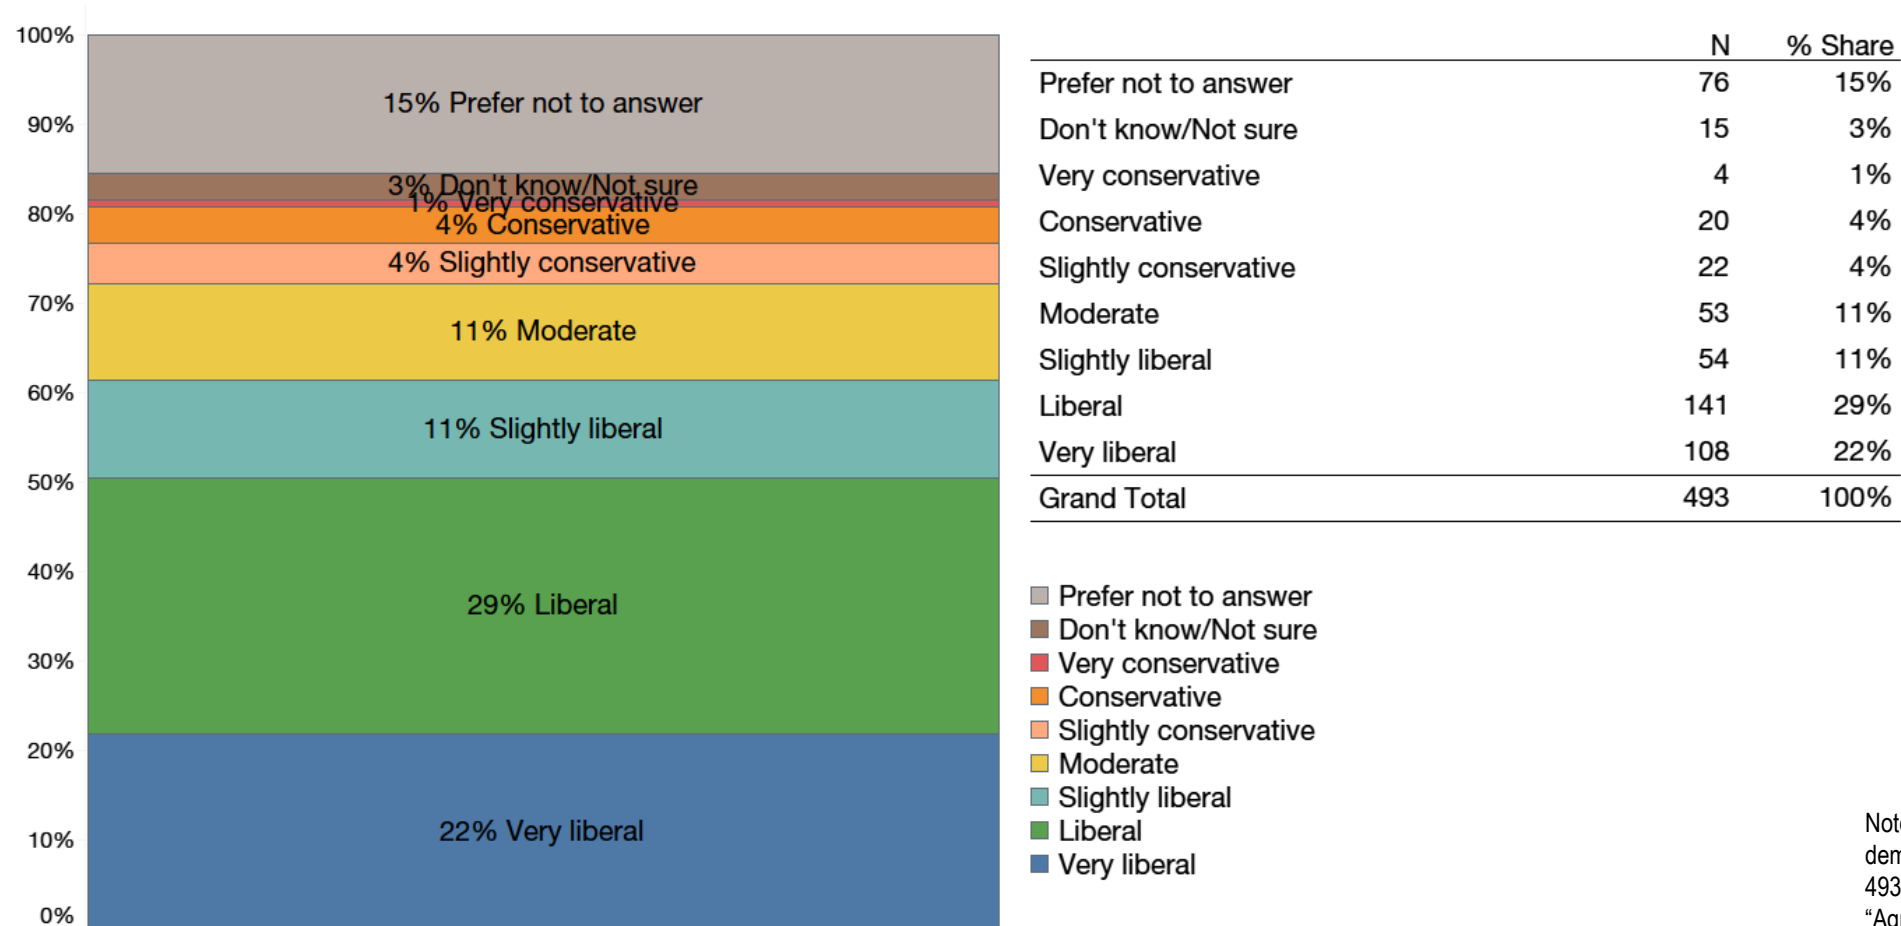 100%
90%
80%
70%
60%
50%
40%
30%
20%
10%
0%
15% Prefer not to answer
3% Don't know/Not sure
1% Very conservative
4% Conservative
4% Slightly conservative
11% Moderate
11% Slightly liberal
29% Liberal
22% Very liberal
N % Share
Prefer not to answer 76 15%
Don't know/Not sure 15 3%
Very conservative 4 1%
Conservative 20 4%
Slightly conservative 22 4%
Moderate 53 11%
Slightly liberal 54 11%
Liberal 141 29%
Very liberal 108 22%
Grand Total 493 100%
Prefer not to answer
Don't know/Not sure
Very conservative
Conservative
Slightly conservative
Moderate
Slightly liberal
Liberal
Very liberal
493